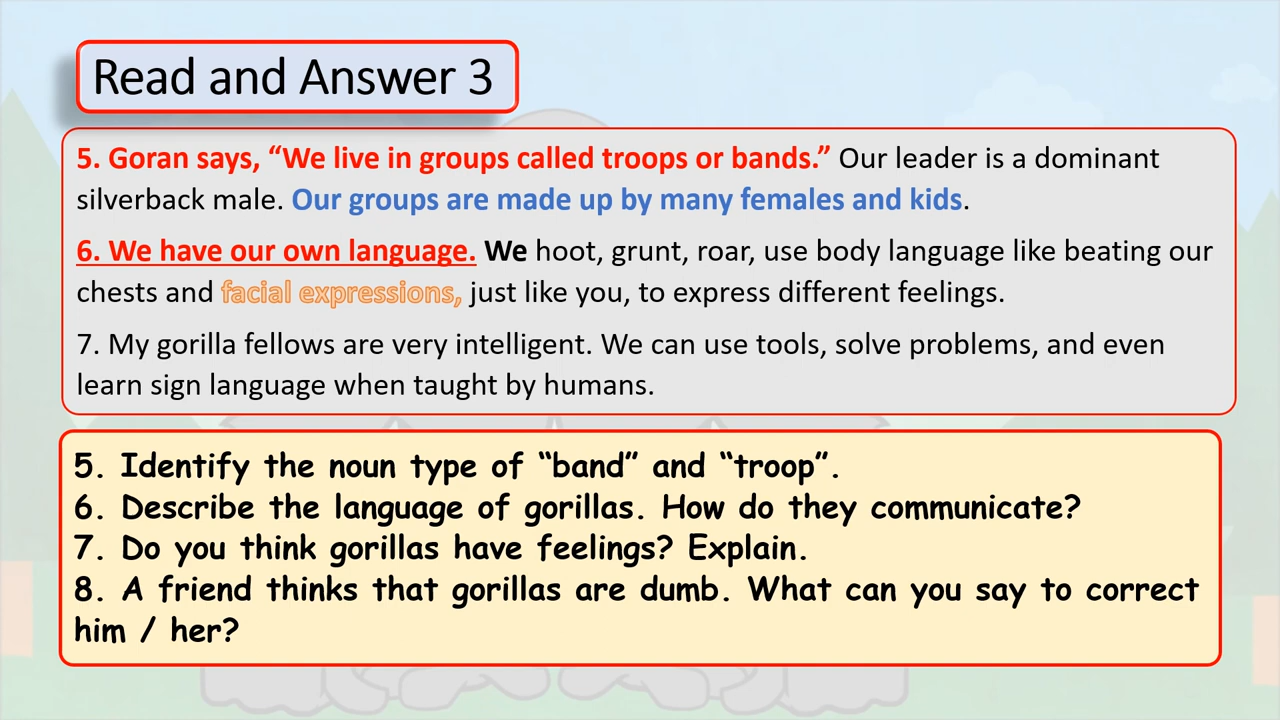 Read and Answer 3
5. Goran says, “We live in groups called troops or bands.” Our leader is a dominant
silverback male. Our groups are made up by many females and kids.
6. We have our own language. We hoot, grunt, roar, use body language like beating our
chests and facial expressions, just like you, to express different feelings.
7. My gorilla fellows are very intelligent. We can use tools, solve problems, and even
learn sign language when taught by humans.
5. Identify the noun type of “band” and “troop”.
6. Describe the language of gorillas. How do they communicate?
7. Do you think gorillas have feelings? Explain.
8. A friend thinks that gorillas are dumb. What can you say to correct
him / her?